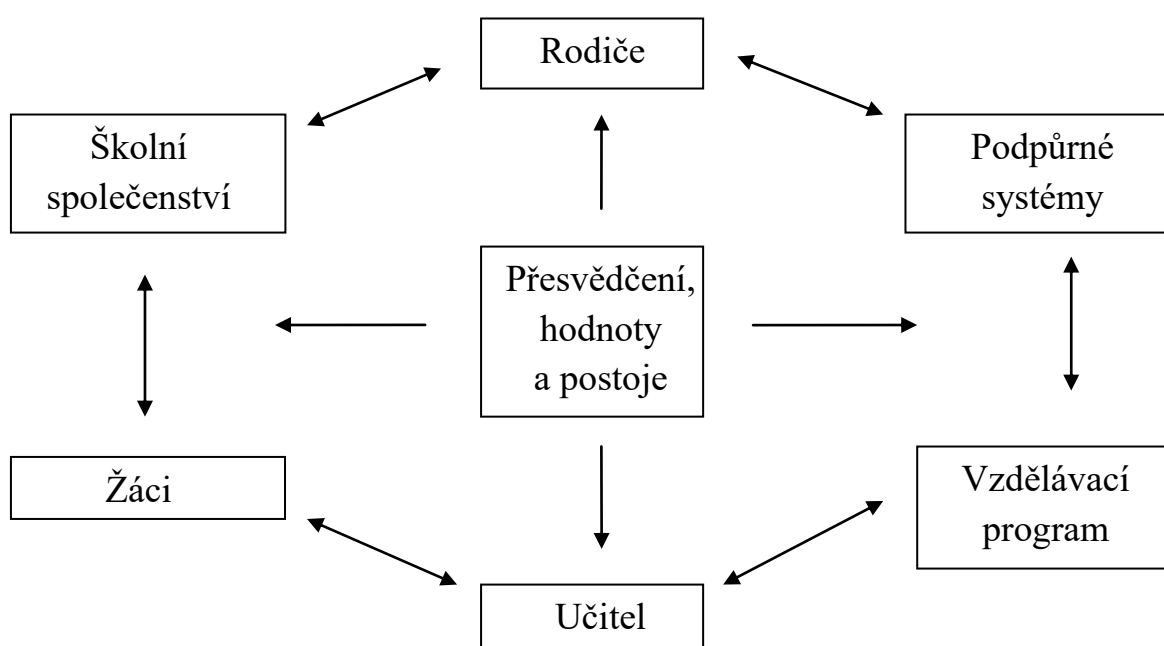 Rodiče
Školní
společenství
Podpůrné
systémy
Přesvědčení,
hodnoty
a postoje
Žáci
Vzdělávací
program
Učitel